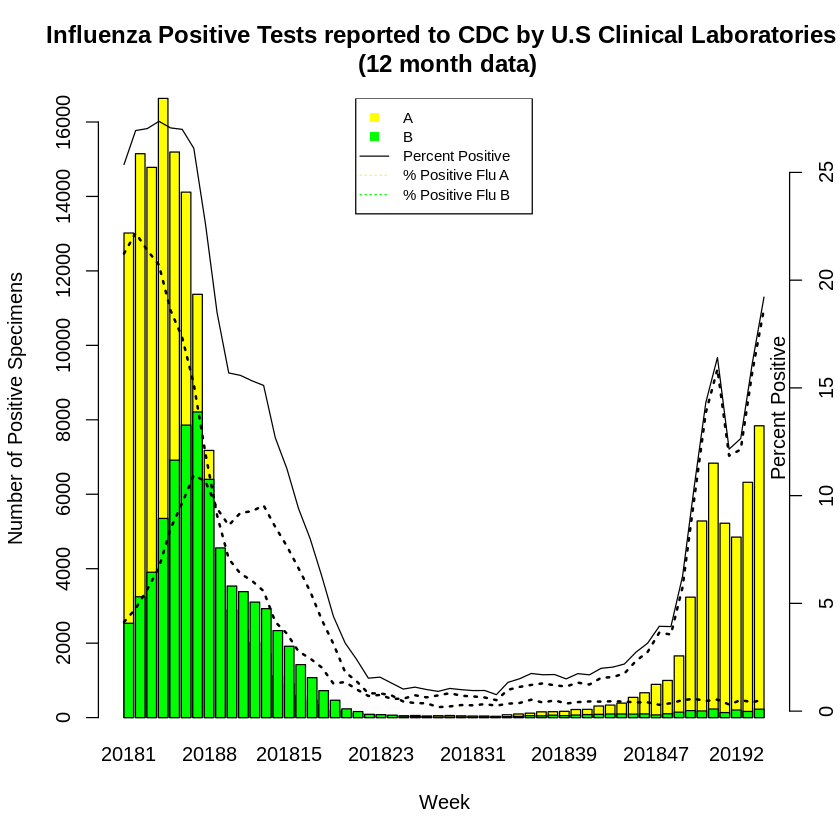 Influenza Positive Tests reported to CDC by U.S Clinical Laboratories
(12 month data)
A
B
Percent Positive
% Positive Flu A
% Positive Flu B
Number of Positive Specimens
16000
14000
12000
10000
8000
6000
4000
2000
0
25
20
15
10
5
0
Percent Positive
20181 20188 201815 201823 201831 201839 201847 20192
Week